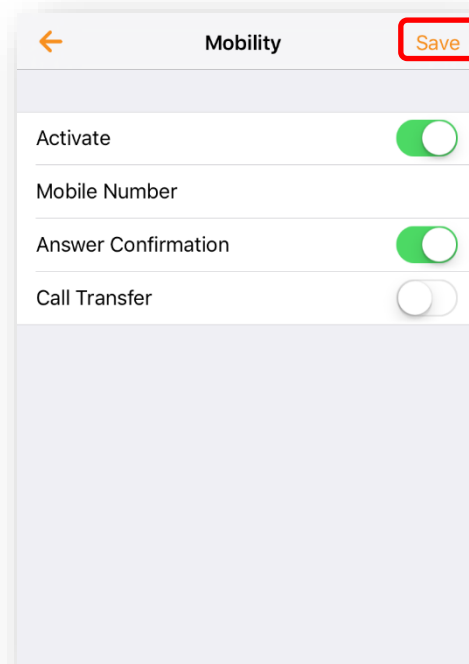 Mobility Save
Activate
Mobile Number
Answer Confirmation
Call Transfer